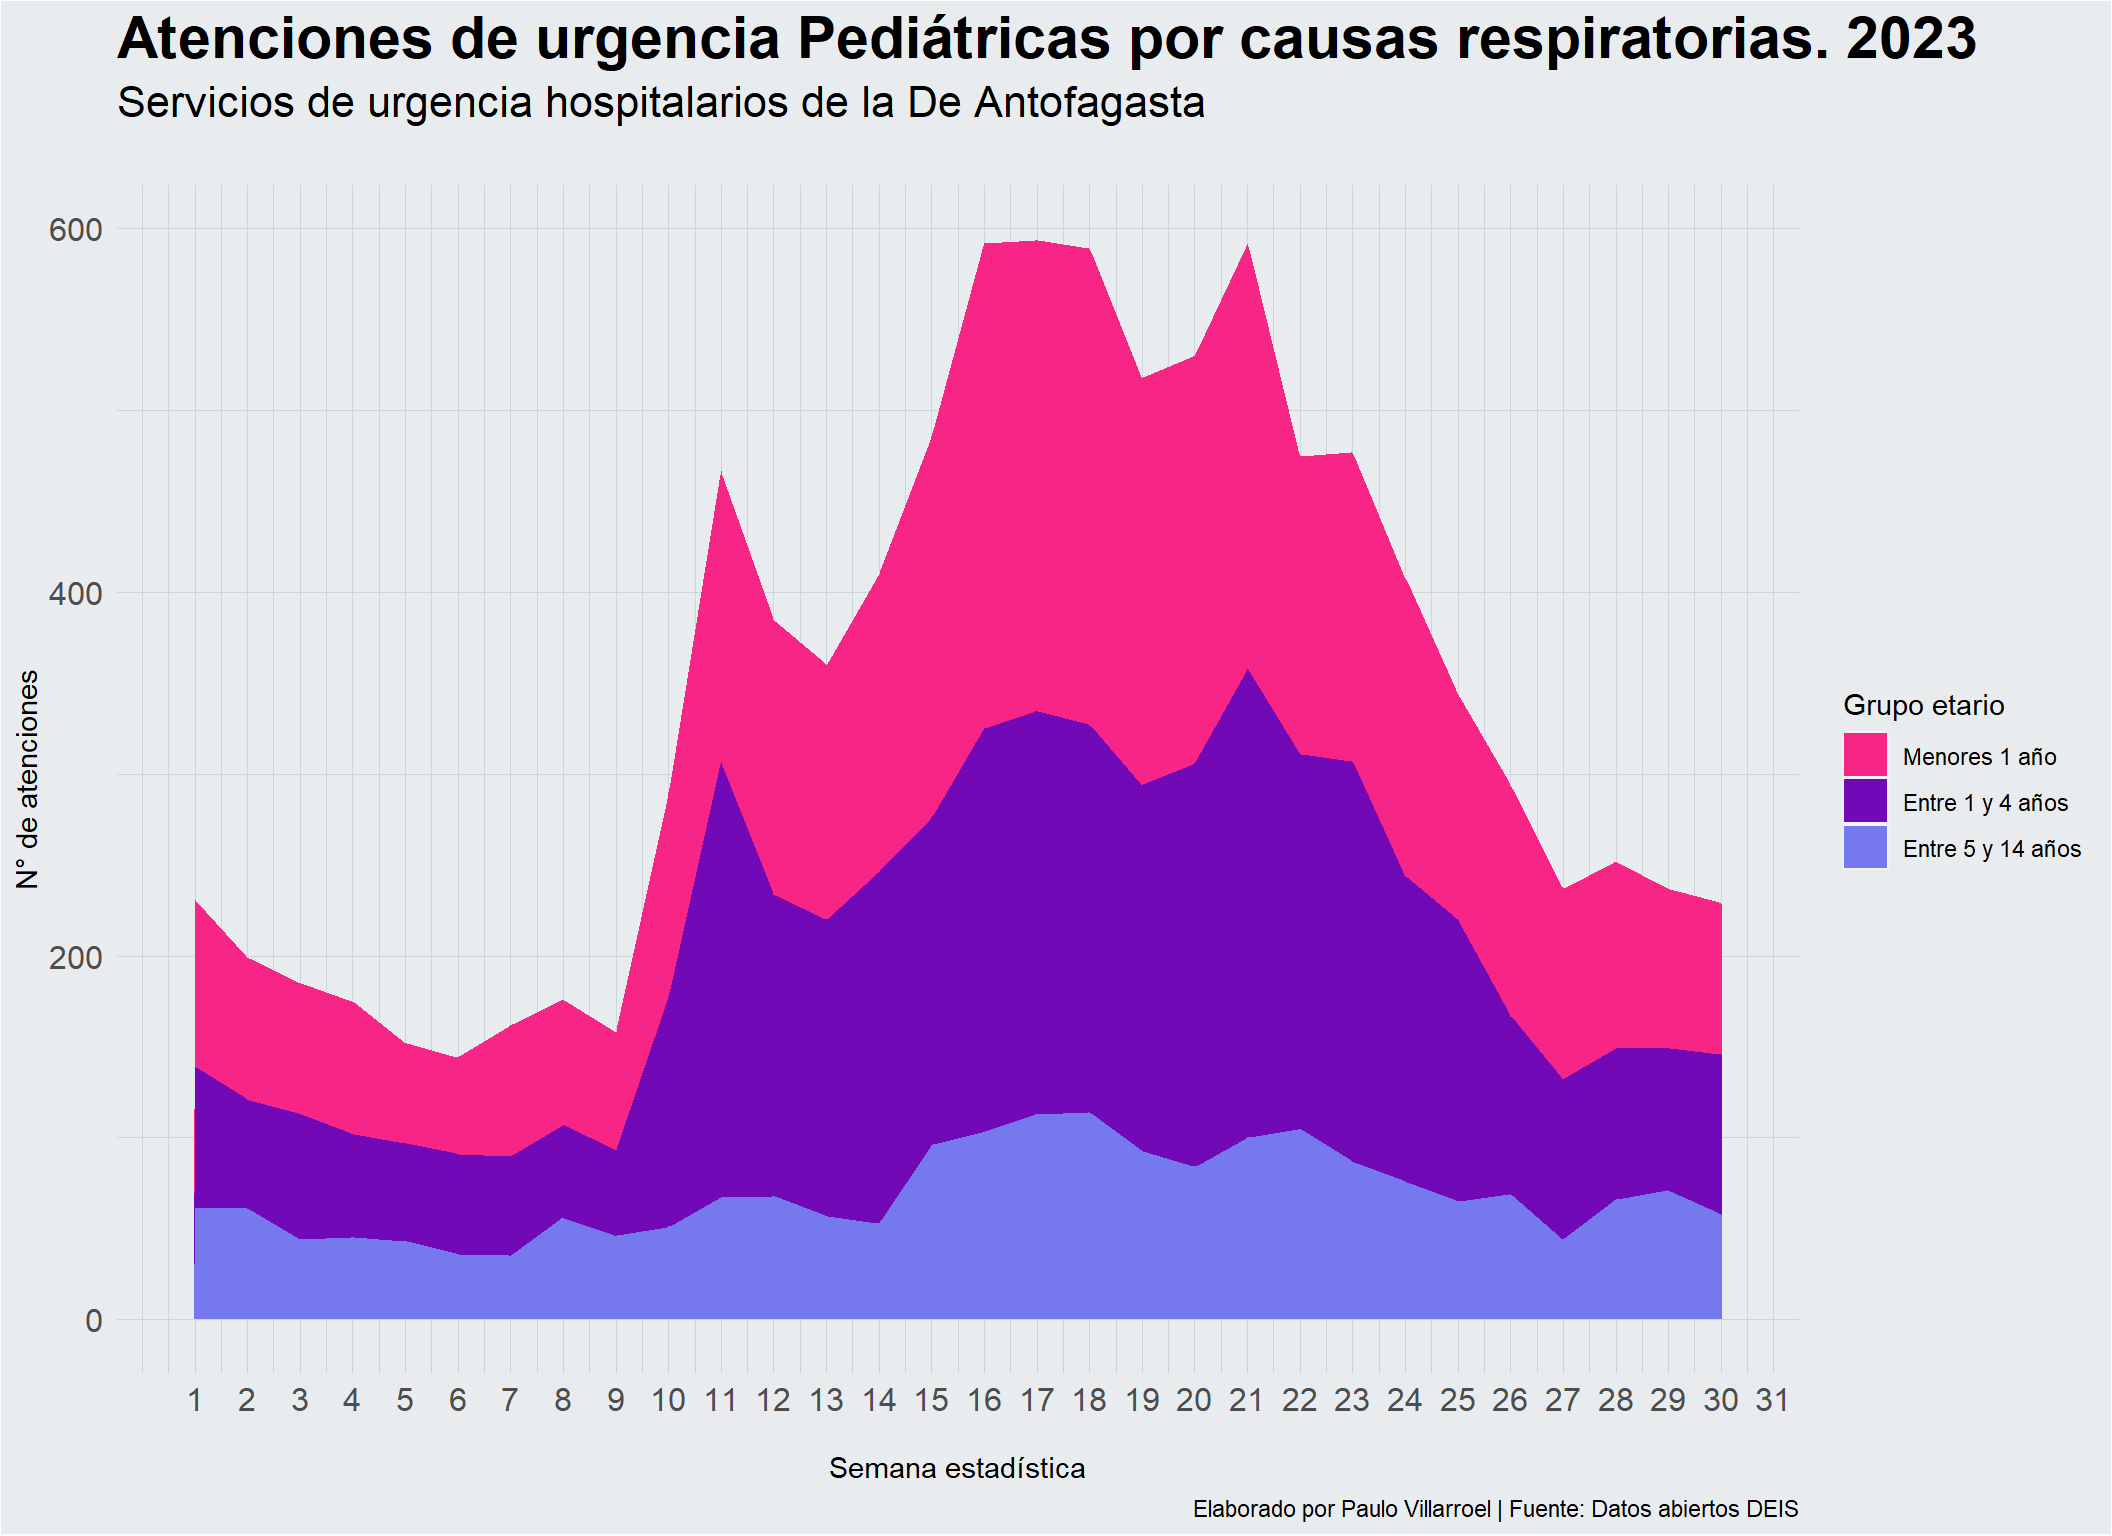 Atenciones de urgencia Pediátricas por causas respiratorias. 2023
Servicios de urgencia hospitalarios de la De Antofagasta
600
400
200
0
N° de atenciones
1 2 3 4 5 6 7 8 9 10 11 12 13 14 15 16 17 18 19 20 21 22 23 24 25 26 27 28 29 30 31
Semana estadística
Grupo etario
Menores 1 año
Entre 1 y 4 años
Entre 5 y 14 años
Elaborado por Paulo Villarroel | Fuente: Datos abiertos DEIS